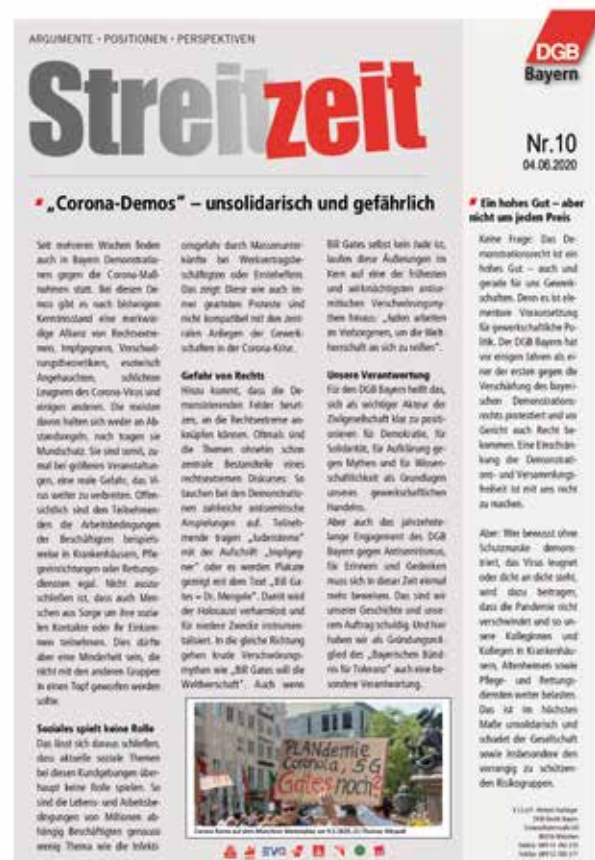 ARGUMENTE · POSITIONEN · PERSPEKTIVEN
Streitzeit
DGB
Bayern
Nr.10
04.06.2020
„Corona-Demos“ – unsolidarisch und gefährlich
Seit mehreren Wochen finden
auch in Bayern Demonstratio-
nen gegen die Corona-Maß-
nahmen statt. Bei diesen De-
mos gibt es nach bisherigen
Kenntnisstand eine merkwür-
dige Allianz von Rechtsextre-
men, Impfgegnern, Verschwö-
rungstheoretikern, esoterisch
Angehauchten, schlichten
Leugnern des Corona-Virus und
einigen anderen. Die meisten
davon halten sich weder an Ab-
standsregeln, noch tragen sie
Mundschutz. Sie sind somit, zu-
mal bei größeren Veranstaltun-
gen, eine reale Gefahr, das Vi-
rus weiter zu verbreiten. Offen-
sichtlich sind den Teilnehmen-
den die Arbeitsbedingungen
der Beschäftigten beispiels-
weise in Krankenhäusern, Pfle-
geeinrichtungen oder Rettungs-
diensten egal. Nicht auszu-
schließen ist, dass auch Men-
schen aus Sorge um ihre sozia-
len Kontakte oder ihr Einkom-
men teilnehmen. Dies dürfte
aber eine Minderheit sein, die
nicht mit den anderen Gruppen
in einen Topf geworfen werden
sollte.
Soziales spielt keine Rolle
Das lässt sich daraus schließen,
dass aktuelle soziale Themen
bei diesen Kundgebungen über-
haupt keine Rolle spielen. So
sind die Lebens- und Arbeitsbe-
dingungen von Millionen ab-
hängig Beschäftigten genauso
wenig Thema wie die Infekti-
onsgefahr durch Massenunter-
künfte bei Werkvertragsbe-
schäftigten oder Erntehelfern.
Das zeigt: Diese wie auch im-
mer gearteten Proteste sind
nicht kompatibel mit den zent-
ralen Anliegen der Gewerk-
schaften in der Corona-Krise.
Gefahr von Rechts
Hinzu kommt, dass die De-
monstrierenden Felder beset-
zen, an die Rechtsextreme an-
knüpfen können. Oftmals sind
die Themen ohnehin schon
zentrale Bestandteile eines
rechtsextremen Diskurses: So
tauchen bei den Demonstratio-
nen zahlreiche antisemitische
Anspielungen auf. Teilneh-
mende tragen „Judensterne“
mit der Aufschrift „Impfgeg-
ner“ oder es werden Plakate
gezeigt mit dem Text „Bill Ga-
tes = Dr. Mengele“. Damit wird
der Holocaust verharmlost und
für niedere Zwecke instrumen-
talisiert. In die gleiche Richtung
gehen krude Verschwörungs-
mythen wie „Bill Gates will die
Weltherrschaft“. Auch wenn
Bill Gates selbst kein Jude ist,
laufen diese Äußerungen im
Kern auf eine der frühesten
und wirkmächtigsten antise-
mitischen Verschwörungsmy-
then hinaus: „Juden arbeiten
im Verborgenen, um die Welt-
herrschaft an sich zu reißen“.
Unsere Verantwortung
Für den DGB Bayern heißt das,
sich als wichtiger Akteur der
Zivilgesellschaft klar zu positi-
onieren für Demokratie, für
Solidarität, für Aufklärung ge-
gen Mythen und für Wissen-
schaftlichkeit als Grundlagen
unseres gewerkschaftlichen
Handelns.
Aber auch das jahrzehnte-
lange Engagement des DGB
Bayern gegen Antisemitismus,
für Erinnern und Gedenken
muss sich in dieser Zeit einmal
mehr beweisen. Das sind wir
unserer Geschichte und unse-
rem Auftrag schuldig. Und hier
haben wir als Gründungsmit-
glied des „Bayerischen Bünd-
nis für Toleranz“ auch eine be-
sondere Verantwortung.
PLANdemie
Coronola, 5G
Gates noch?
EVG
Ein hohes Gut – aber
nicht um jeden Preis
Keine Frage: Das De-
monstrationsrecht ist ein
hohes Gut – auch und
gerade für uns Gewerk-
schaften. Denn es ist ele-
mentare Voraussetzung
für gewerkschaftliche Po-
litik. Der DGB Bayern hat
vor einigen Jahren als ei-
ner der ersten gegen die
Verschärfung des bayeri-
schen Demonstrations-
rechts protestiert und vor
Gericht auch Recht be-
kommen. Eine Einschrän-
kung der Demonstrati-
ons- und Versammlungs-
freiheit ist mit uns nicht
zu machen.
Aber: Wer bewusst ohne
Schutzmaske demons-
triert, das Virus leugnet
oder dicht an dicht steht,
wird dazu beitragen,
dass die Pandemie nicht
verschwindet und so un-
sere Kolleginnen und
Kollegen in Krankenhäu-
sern, Altenheimen sowie
Pflege- und Rettungs-
diensten weiter belasten.
Das ist im höchsten
Maße unsolidarisch und
schadet der Gesellschaft
sowie insbesondere den
vorrangig zu schützen-
den Risikogruppen.